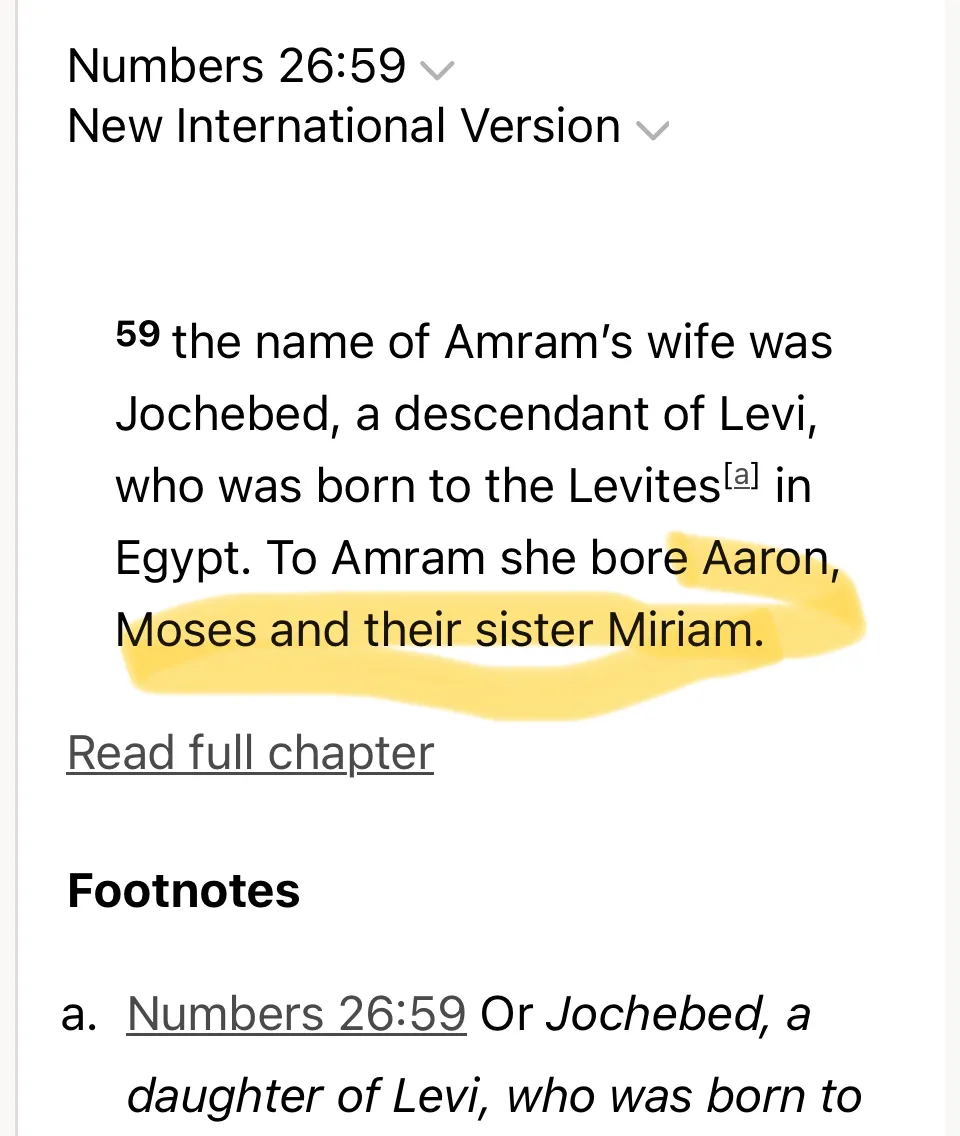 Numbers 26:59
New International Version
59 the name of Amram’s wife was
Jochebed, a descendant of Levi,
who was born to the Levites[a] in
Egypt. To Amram she bore Aaron,
Moses and their sister Miriam.
Read full chapter
Footnotes
a. Numbers 26:59 Or Jochebed, a
daughter of Levi, who was born to